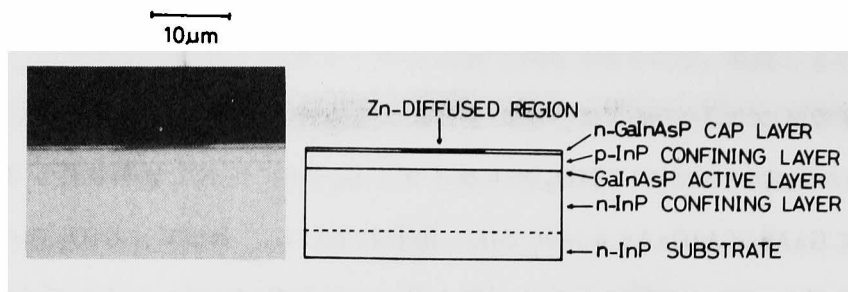 10μm
Zn-DIFFUSED REGION
n-GaInAsP CAP LAYER
p-InP CONFINING LAYER
GaInAsP ACTIVE LAYER
n-InP CONFINING LAYER
n-InP SUBSTRATE